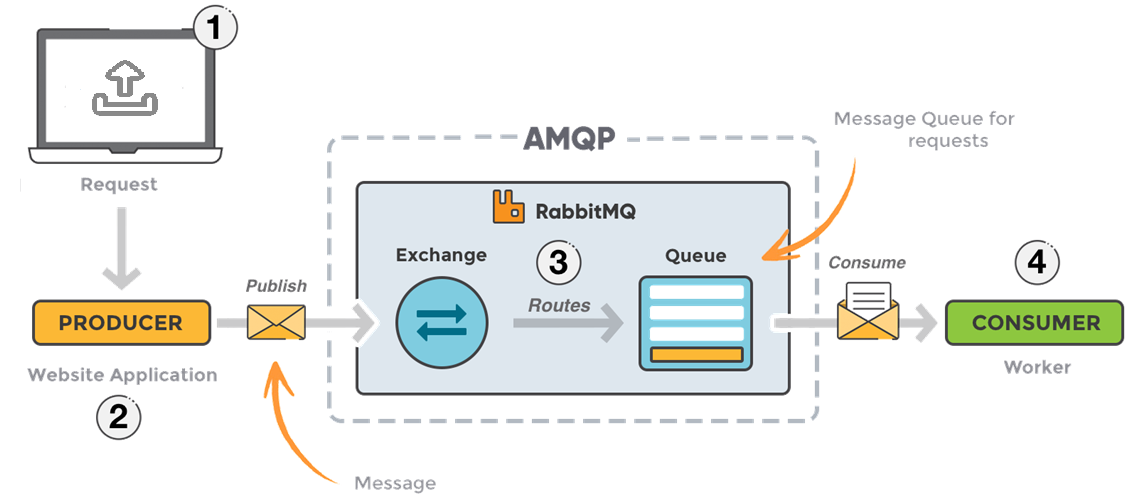 1
Request
PRODUCER
Website Application
2
Publish
Message
AMQP
RabbitMQ
Exchange
3
Routes
Queue
Message Queue for
requests
Consume
4
CONSUMER
Worker